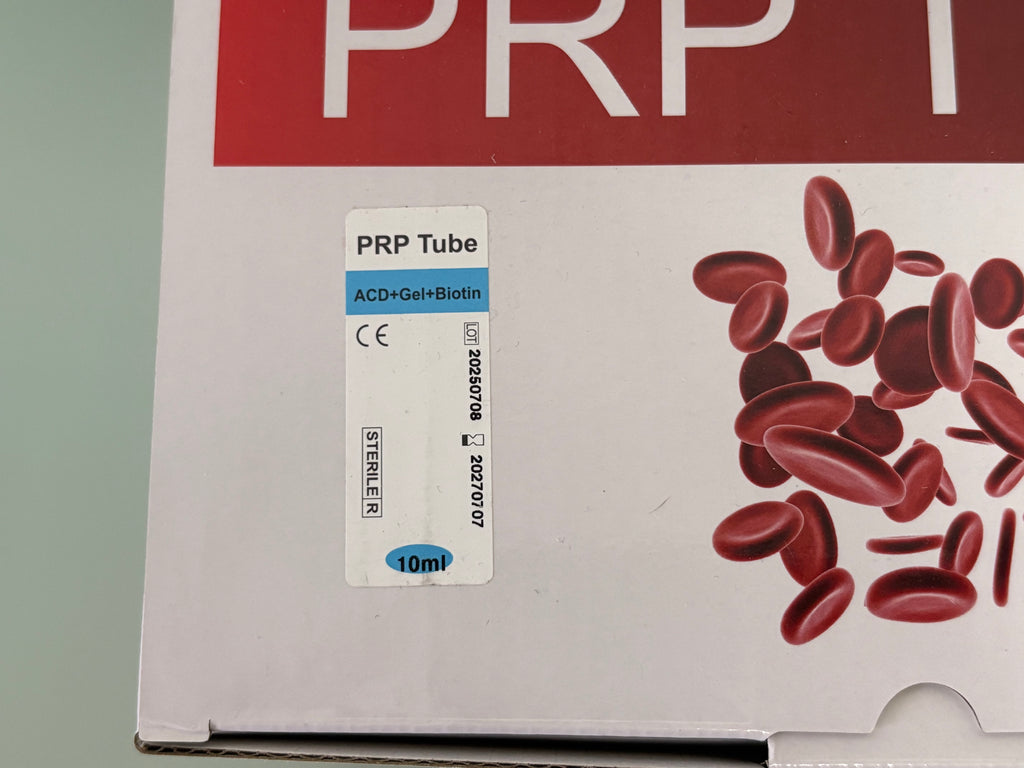 PRP T
PRP Tube
ACD+Gel+Biotin
CE
LOT 20250708
20270707
STERILE R
10ml